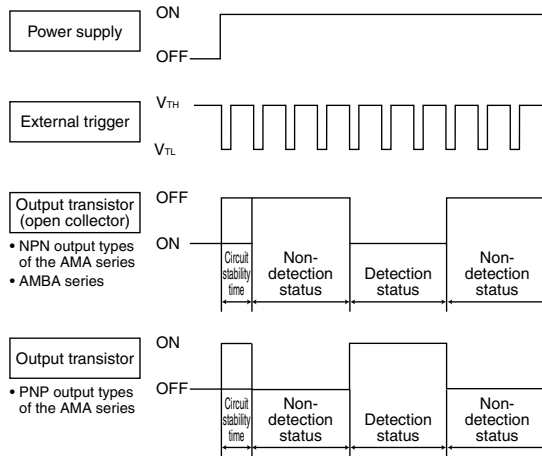 Power supply
ON
OFF
External trigger
VTH
VTL
Output transistor
(open collector)
• NPN output types
of the AMA series
• AMBA series
OFF
ON
Circuit
stability
time
Non-
detection
status
Detection
status
Non-
detection
status
Output transistor
• PNP output types
of the AMA series
ON
OFF
Circuit
stability
time
Non-
detection
status
Detection
status
Non-
detection
status